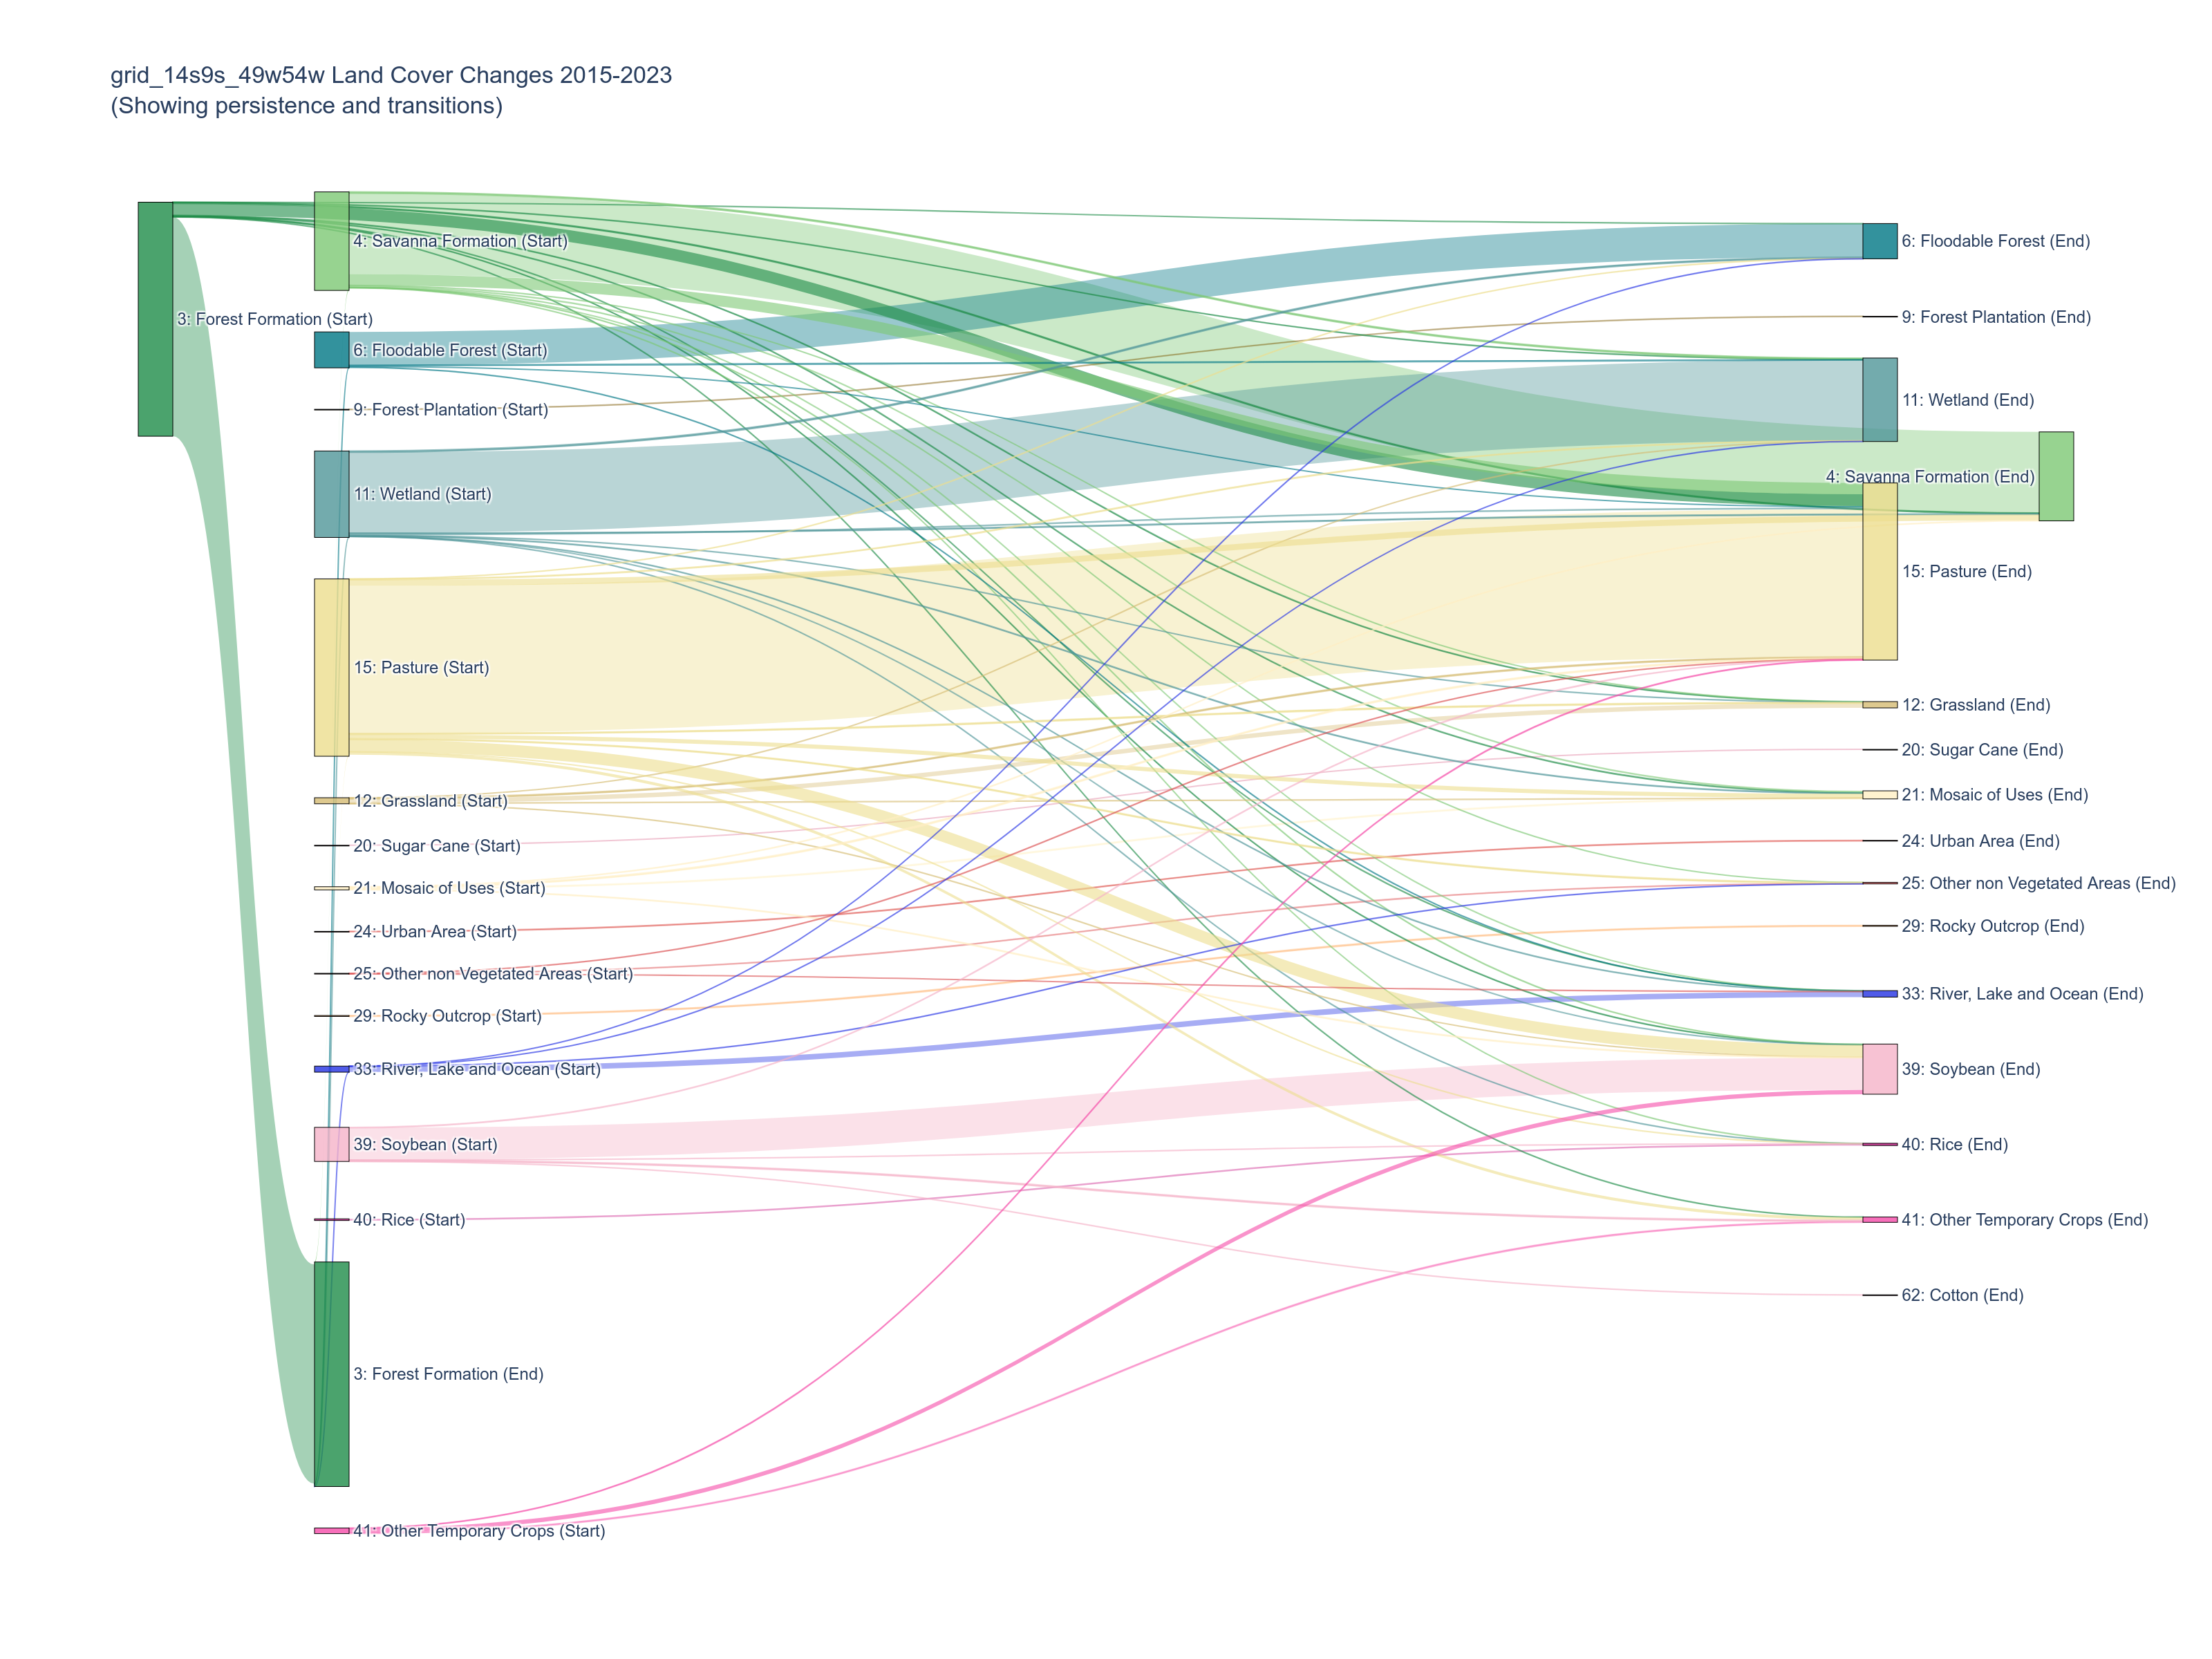 grid_14s9s_49w54w Land Cover Changes 2015-2023
(Showing persistence and transitions)
3: Forest Formation (Start)
4: Savanna Formation (Start)
6: Floodable Forest (Start)
9: Forest Plantation (Start)
11: Wetland (Start)
15: Pasture (Start)
12: Grassland (Start)
20: Sugar Cane (Start)
21: Mosaic of Uses (Start)
24: Urban Area (Start)
25: Other non Vegetated Areas (Start)
29: Rocky Outcrop (Start)
33: River, Lake and Ocean (Start)
39: Soybean (Start)
40: Rice (Start)
3: Forest Formation (End)
41: Other Temporary Crops (Start)
6: Floodable Forest (End)
9: Forest Plantation (End)
11: Wetland (End)
4: Savanna Formation (End)
15: Pasture (End)
12: Grassland (End)
20: Sugar Cane (End)
21: Mosaic of Uses (End)
24: Urban Area (End)
25: Other non Vegetated Areas (End)
29: Rocky Outcrop (End)
33: River, Lake and Ocean (End)
39: Soybean (End)
40: Rice (End)
41: Other Temporary Crops (End)
62: Cotton (End)